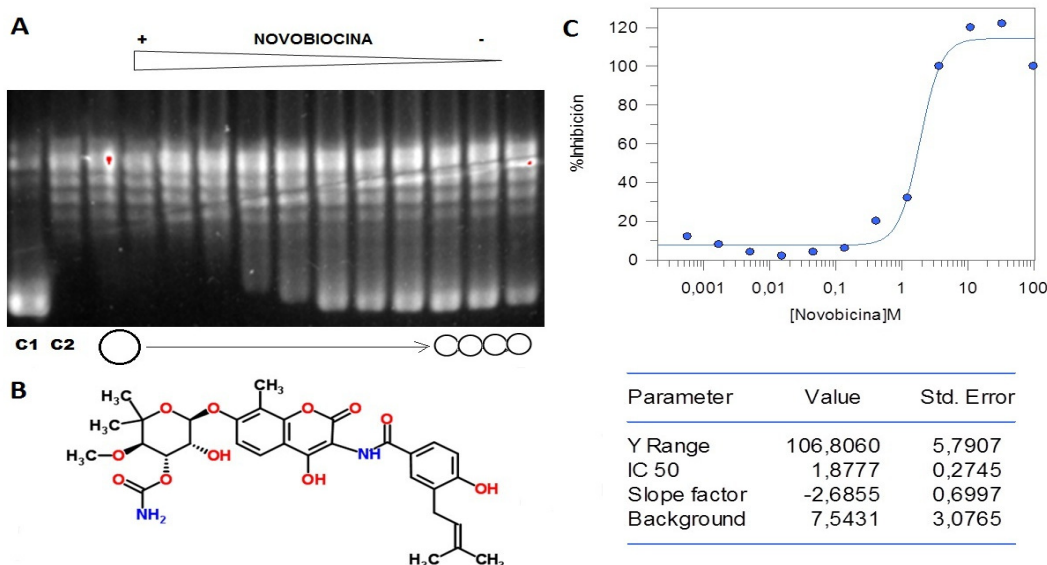 A
+ NOVOBIOCINA -
C1 C2
B
H₃C
CH₃
H₃C
O
O
CH₃
O
O
O
H₃C
O
OH
NH
O
O
OH
OH
NH₂
H₃C
CH₃
C
%Inhibición
120
100
80
60
40
20
0
0,001 0,01 0,1 1 10 100
[Novobicina]M
Parameter Value Std. Error
Y Range 106,8060 5,7907
IC 50 1,8777 0,2745
Slope factor -2,6855 0,6997
Background 7,5431 3,0765